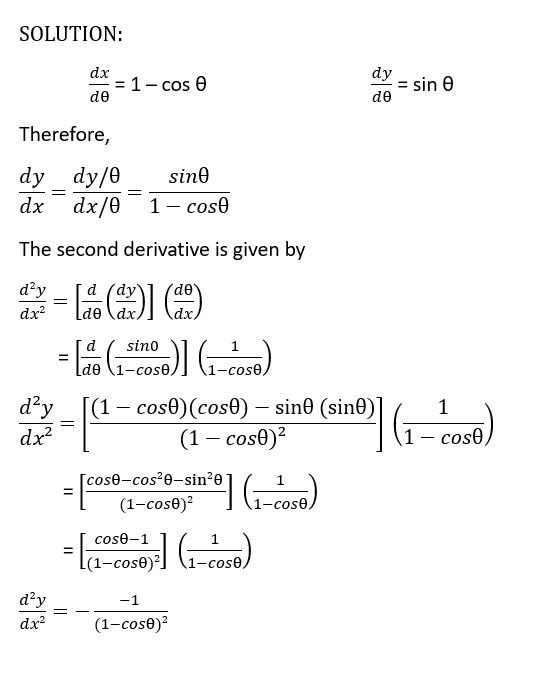 SOLUTION:
dx/dθ = 1 – cos θ    dy/dθ = sin θ
Therefore,
dy/dx = (dy/θ)/(dx/θ) = sinθ/(1 − cosθ)
The second derivative is given by
d²y/dx² = [d/dθ (dy/dx)] (dθ/dx)
= [d/dθ (sin0/(1−cosθ))] (1/(1−cosθ))
d²y/dx² = [((1 − cosθ)(cosθ) − sinθ (sinθ))/(1 − cosθ)²] (1/(1 − cosθ))
= [(cosθ−cos²θ−sin²θ)/(1−cosθ)²] (1/(1−cosθ))
= [(cosθ−1)/(1−cosθ)²] (1/(1−cosθ))
d²y/dx² = − −1/(1−cosθ)²